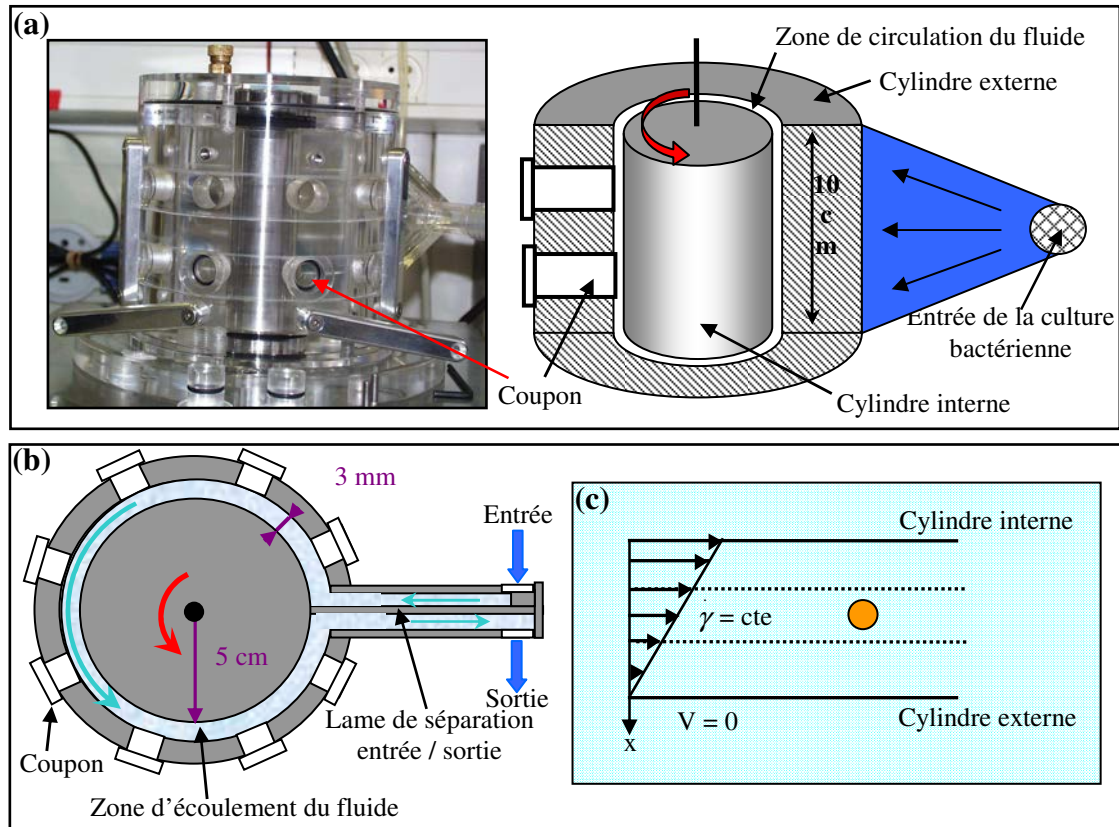 (a)
Zone de circulation du fluide
Cylindre externe
10 c m
Entrée de la culture
bactérienne
Coupon
Cylindre interne
(b)
3 mm
Entrée
5 cm
Sortie
Lame de séparation
entrée / sortie
Coupon
Zone d'écoulement du fluide
(c)
Cylindre interne
γ̇ = cte
V = 0
Cylindre externe
x